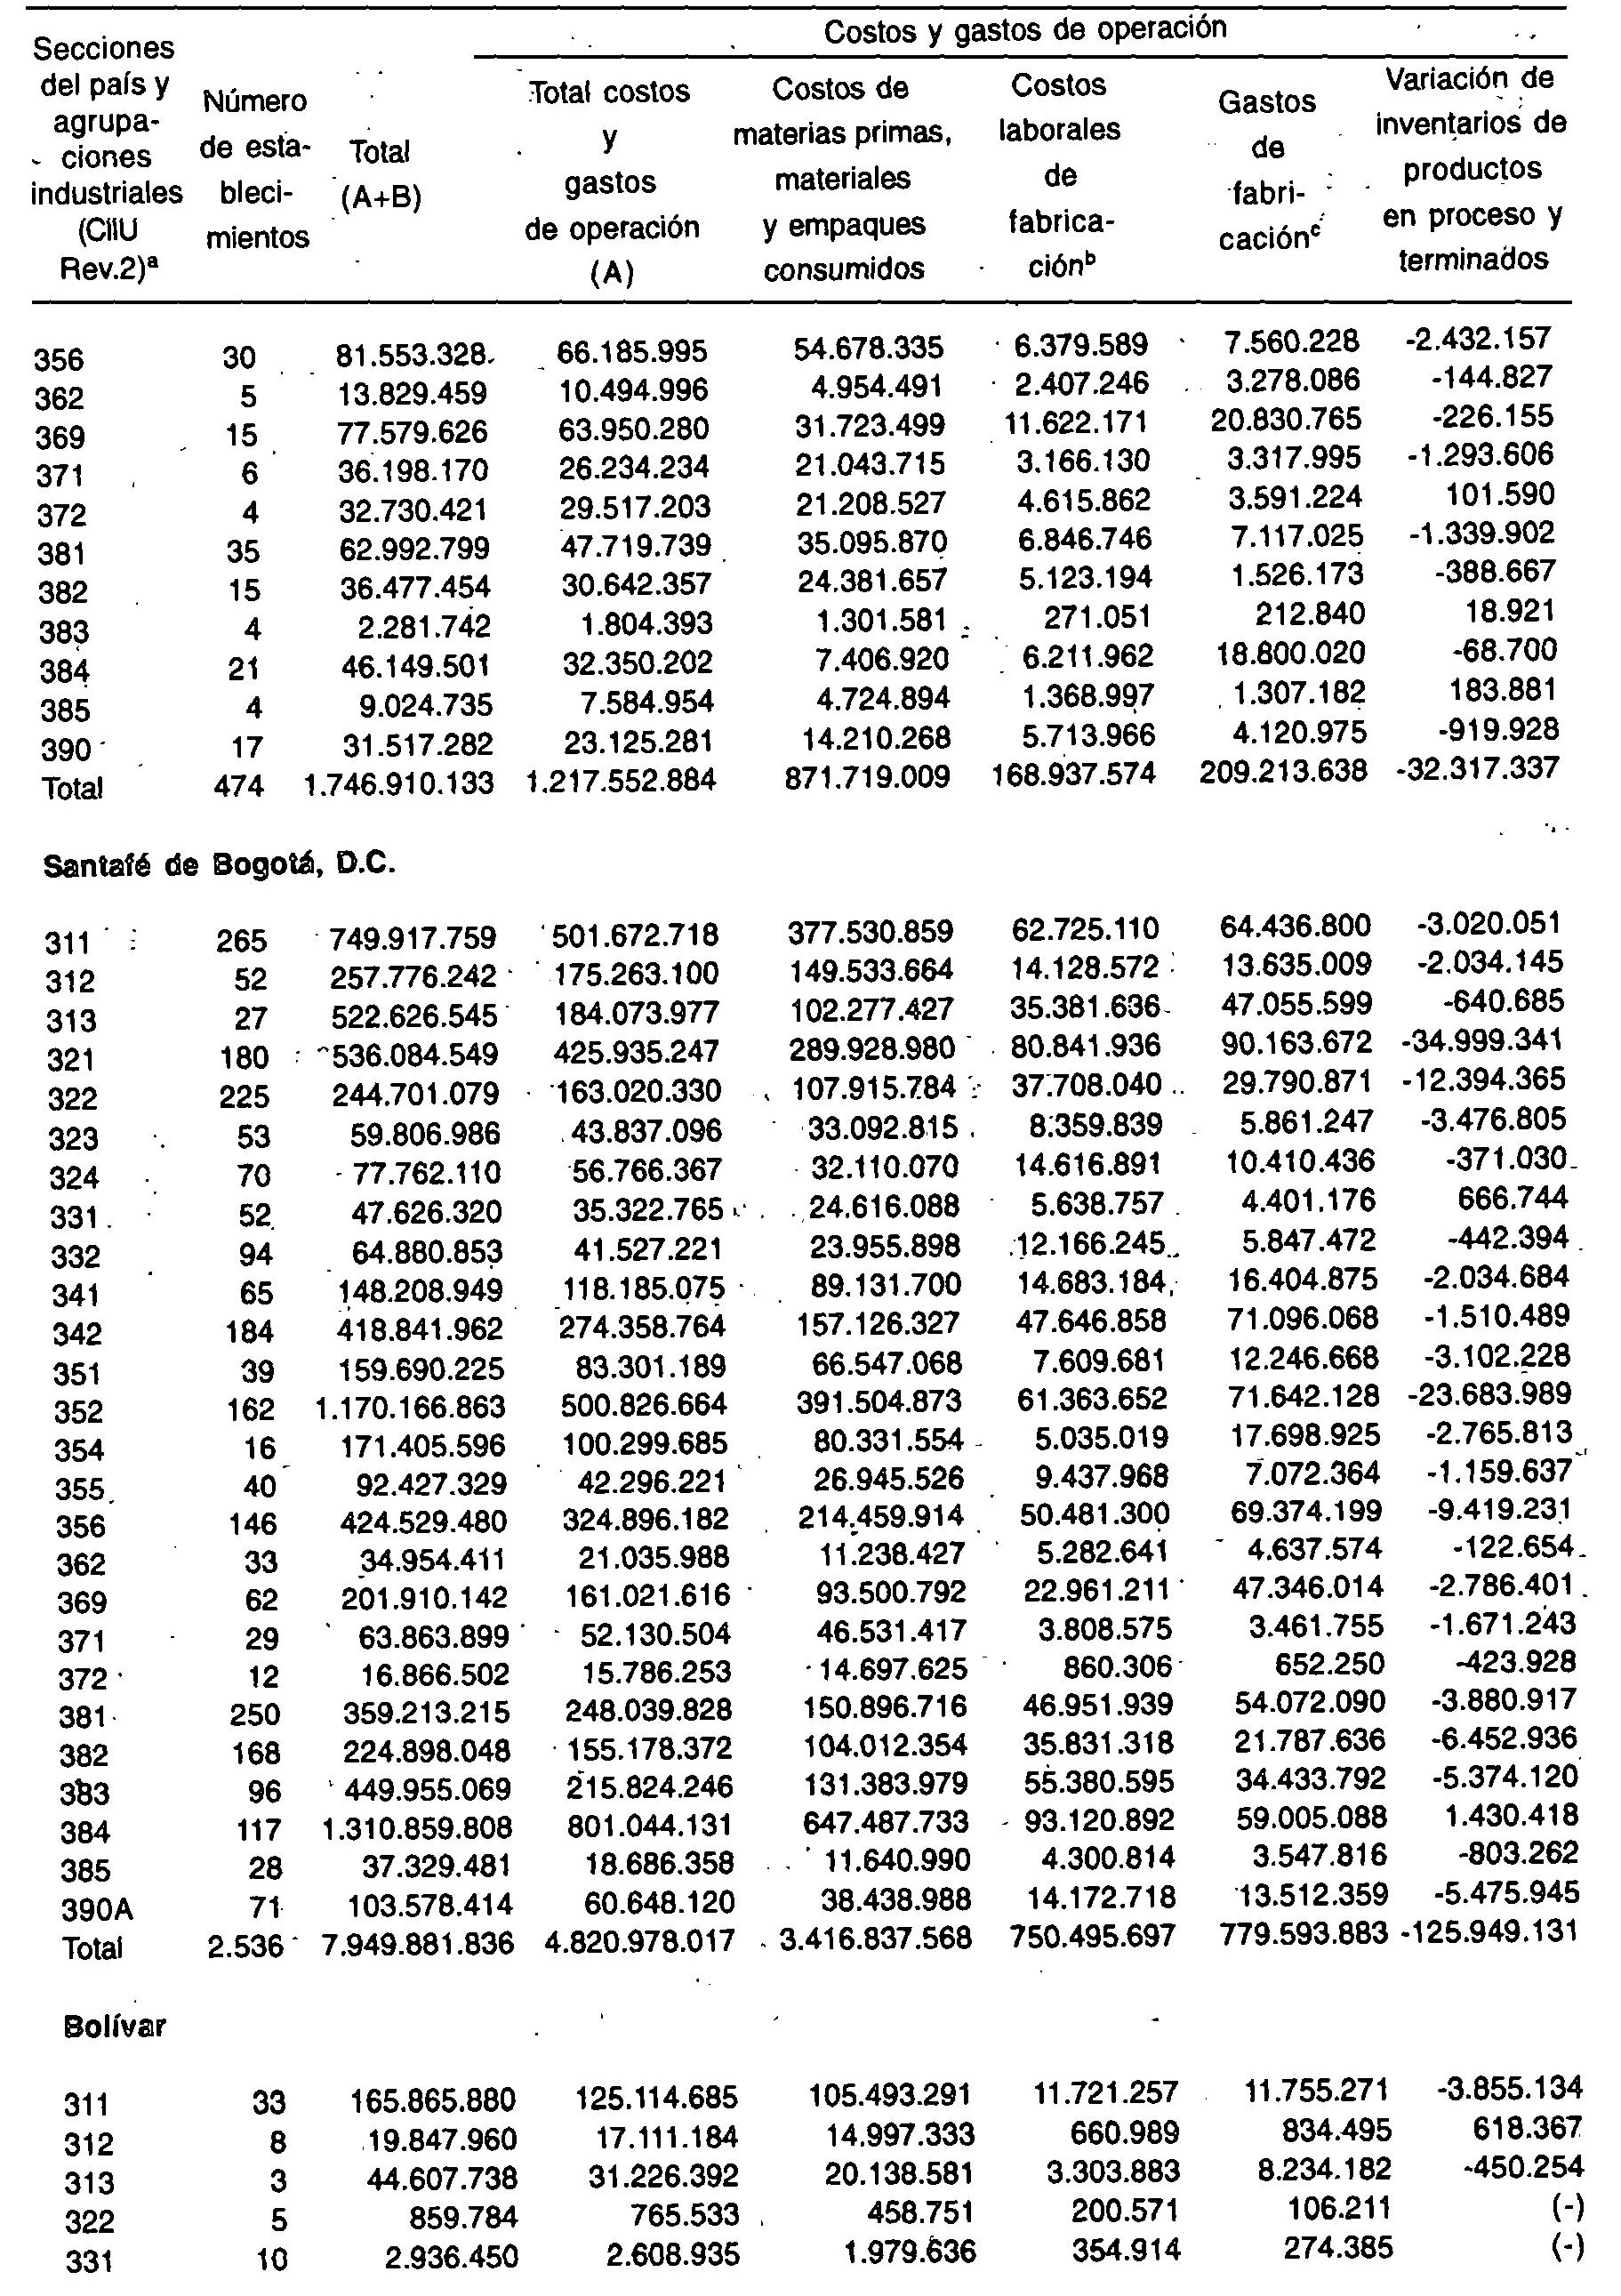 Costos y gastos de operación
Secciones del país y agrupaciones industriales (CIIU Rev.2)a | Número de establecimientos | Total (A+B) | Total costos y gastos de operación (A) | Costos de materias primas, materiales y empaques consumidos | Costos laborales de fabricaciónb | Gastos de fabricaciónc | Variación de inventarios de productos en proceso y terminados
356 30 81.553.328 66.185.995 54.678.335 6.379.589 7.560.228 -2.432.157
362 5 13.829.459 10.494.996 4.954.491 2.407.246 3.278.086 -144.827
369 15 77.579.626 63.950.280 31.723.499 11.622.171 20.830.765 -226.155
371 6 36.198.170 26.234.234 21.043.715 3.166.130 3.317.995 -1.293.606
372 4 32.730.421 29.517.203 21.208.527 4.615.862 3.591.224 101.590
381 35 62.992.799 47.719.739 35.095.870 6.846.746 7.117.025 -1.339.902
382 15 36.477.454 30.642.357 24.381.657 5.123.194 1.526.173 -388.667
383 4 2.281.742 1.804.393 1.301.581 271.051 212.840 18.921
384 21 46.149.501 32.350.202 7.406.920 6.211.962 18.800.020 -68.700
385 4 9.024.735 7.584.954 4.724.894 1.368.997 1.307.182 183.881
390 17 31.517.282 23.125.281 14.210.268 5.713.966 4.120.975 -919.928
Total 474 1.746.910.133 1.217.552.884 871.719.009 168.937.574 209.213.638 -32.317.337
Santafé de Bogotá, D.C.
311 265 749.917.759 501.672.718 377.530.859 62.725.110 64.436.800 -3.020.051
312 52 257.776.242 175.263.100 149.533.664 14.128.572 13.635.009 -2.034.145
313 27 522.626.545 184.073.977 102.277.427 35.381.636 47.055.599 -640.685
321 180 536.084.549 425.935.247 289.928.980 80.841.936 90.163.672 -34.999.341
322 225 244.701.079 163.020.330 107.915.784 37.708.040 29.790.871 -12.394.365
323 53 59.806.986 43.837.096 33.092.815 8.359.839 5.861.247 -3.476.805
324 70 77.762.110 56.766.367 32.110.070 14.616.891 10.410.436 -371.030
331 52 47.626.320 35.322.765 24.616.088 5.638.757 4.401.176 666.744
332 94 64.880.853 41.527.221 23.955.898 12.166.245 5.847.472 -442.394
341 65 148.208.949 118.185.075 89.131.700 14.683.184 16.404.875 -2.034.684
342 184 418.841.962 274.358.764 157.126.327 47.646.858 71.096.068 -1.510.489
351 39 159.690.225 83.301.189 66.547.068 7.609.681 12.246.668 -3.102.228
352 162 1.170.166.863 500.826.664 391.504.873 61.363.652 71.642.128 -23.683.989
354 16 171.405.596 100.299.685 80.331.554 5.035.019 17.698.925 -2.765.813
355 40 92.427.329 42.296.221 26.945.526 9.437.968 7.072.364 -1.159.637
356 146 424.529.480 324.896.182 214.459.914 50.481.300 69.374.199 -9.419.231
362 33 34.954.411 21.035.988 11.238.427 5.282.641 4.637.574 -122.654
369 62 201.910.142 161.021.616 93.500.792 22.961.211 47.346.014 -2.786.401
371 29 63.863.899 52.130.504 46.531.417 3.808.575 3.461.755 -1.671.243
372 12 16.866.502 15.786.253 14.697.625 860.306 652.250 -423.928
381 250 359.213.215 248.039.828 150.896.716 46.951.939 54.072.090 -3.880.917
382 168 224.898.048 155.178.372 104.012.354 35.831.318 21.787.636 -6.452.936
383 96 449.955.069 215.824.246 131.383.979 55.380.595 34.433.792 -5.374.120
384 117 1.310.859.808 801.044.131 647.487.733 93.120.892 59.005.088 1.430.418
385 28 37.329.481 18.686.358 11.640.990 4.300.814 3.547.816 -803.262
390A 71 103.578.414 60.648.120 38.438.988 14.172.718 13.512.359 -5.475.945
Total 2.536 7.949.881.836 4.820.978.017 3.416.837.568 750.495.697 779.593.883 -125.949.131
Bolívar
311 33 165.865.880 125.114.685 105.493.291 11.721.257 11.755.271 -3.855.134
312 8 19.847.960 17.111.184 14.997.333 660.989 834.495 618.367
313 3 44.607.738 31.226.392 20.138.581 3.303.883 8.234.182 -450.254
322 5 859.784 765.533 458.751 200.571 106.211 (-)
331 10 2.936.450 2.608.935 1.979.636 354.914 274.385 (-)